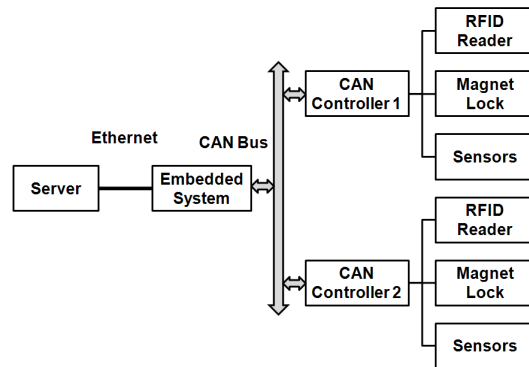 RFID
Reader
CAN
Controller 1
Magnet
Lock
Ethernet
CAN Bus
Sensors
Server
Embedded
System
RFID
Reader
CAN
Controller 2
Magnet
Lock
Sensors